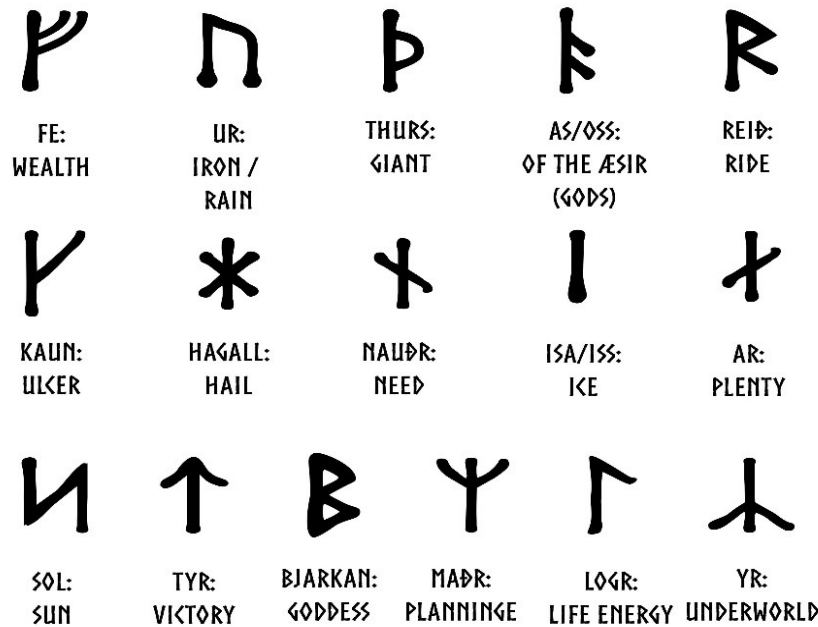 ᚠ ᚢ ᚦ ᚨ ᚱ
FE: UR: THURS: AS/OSS: REIÐ:
WEALTH IRON / GIANT OF THE ÆSIR RIDE
RAIN (GODS)
ᚴ ᚼ ᚾ ᛁ ᛅ
KAUN: HAGALL: NAUÐR: ISA/ISS: AR:
ULCER HAIL NEED ICE PLENTY
ᛋ ᛏ ᛒ ᛘ ᛚ ᛦ
SOL: TYR: BJARKAN: MAÐR: LOGR: YR:
SUN VICTORY GODDESS PLANNINGE LIFE ENERGY UNDERWORLD